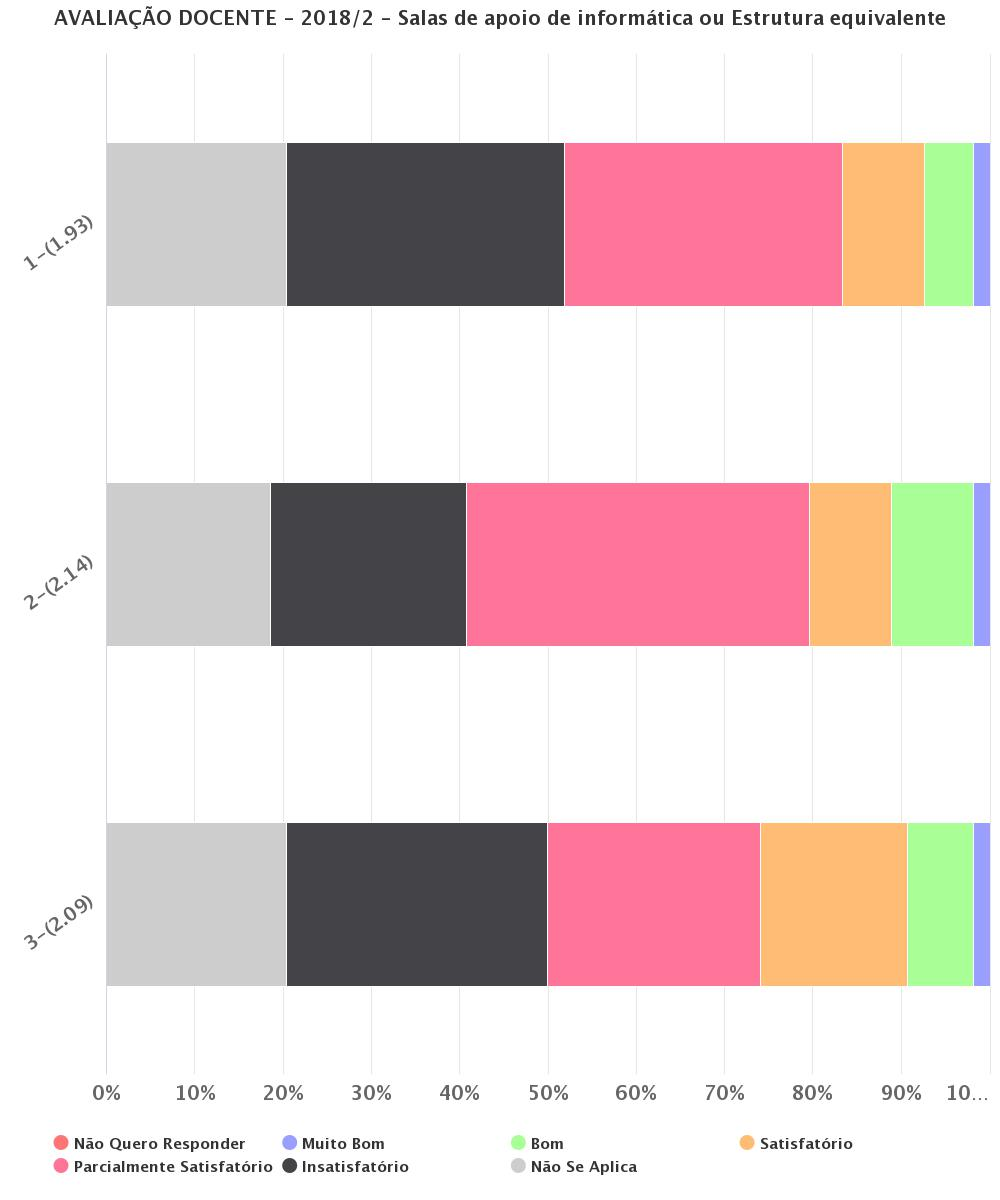 AVALIAÇÃO DOCENTE – 2018/2 – Salas de apoio de informática ou Estrutura equivalente
1–(1.93)
2–(2.14)
3–(2.09)
0% 10% 20% 30% 40% 50% 60% 70% 80% 90% 10...
Não Quero Responder Muito Bom Bom Satisfatório
Parcialmente Satisfatório Insatisfatório Não Se Aplica